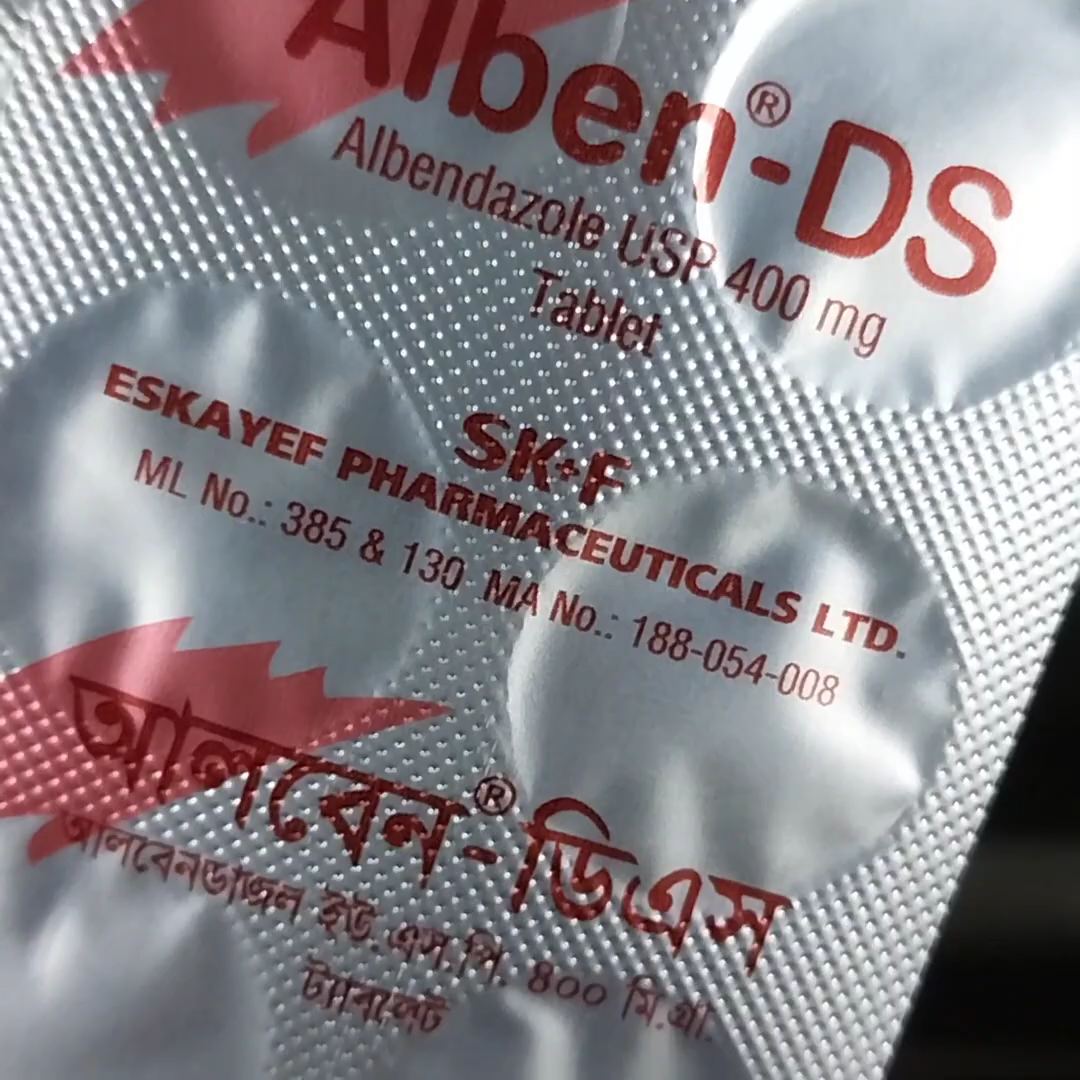 Alben®-DS
Albendazole USP 400 mg
Tablet
SK+F
ESKAYEF PHARMACEUTICALS LTD.
ML No.: 385 & 130 MA No.: 188-054-008
আলবেন®-ডিএস
আলবেনডাজল ইউ.এস.পি. ৪০০ মি.গ্রা.
ট্যাবলেট